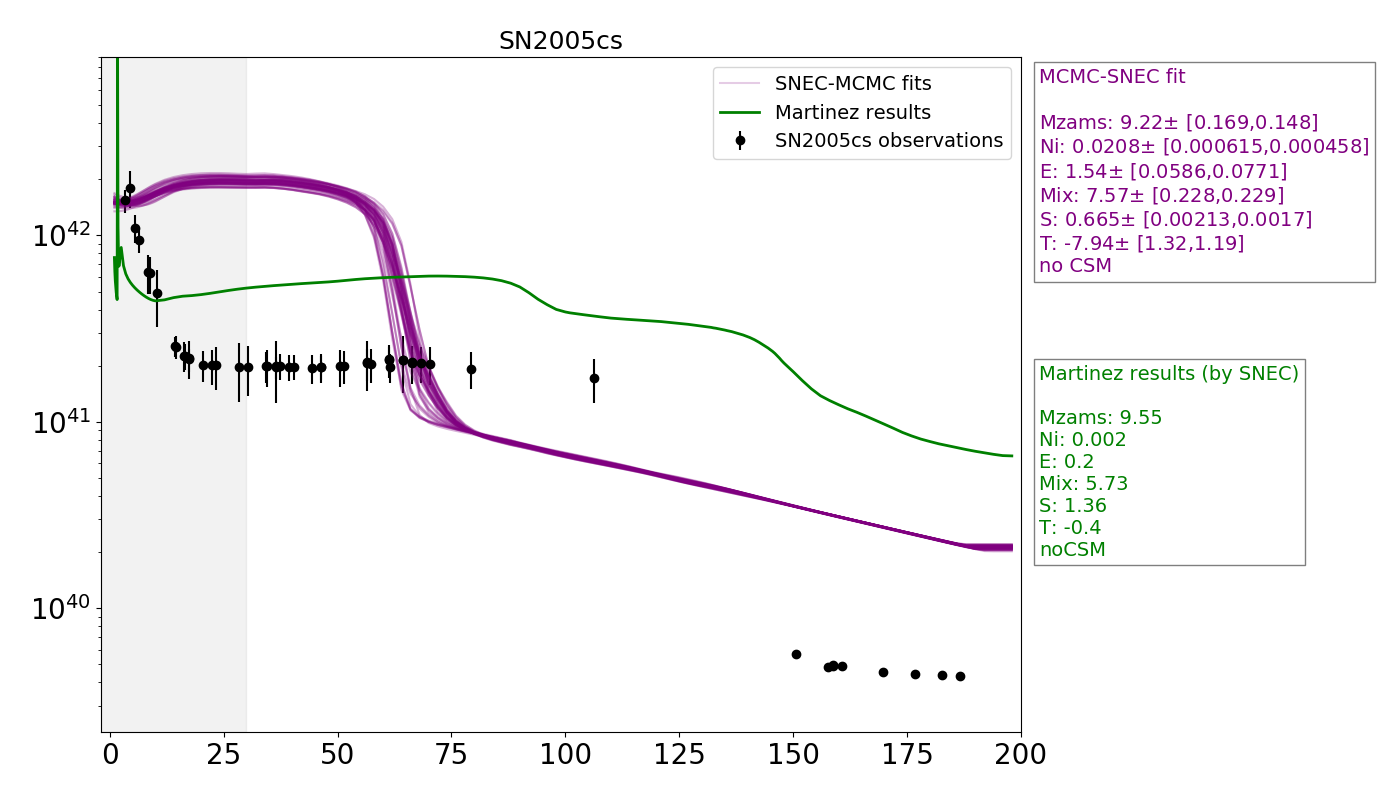 SN2005cs
SNEC-MCMC fits
Martinez results
SN2005cs observations
10^42
10^41
10^40
0 25 50 75 100 125 150 175 200
MCMC-SNEC fit
Mzams: 9.22± [0.169,0.148]
Ni: 0.0208± [0.000615,0.000458]
E: 1.54± [0.0586,0.0771]
Mix: 7.57± [0.228,0.229]
S: 0.665± [0.00213,0.0017]
T: -7.94± [1.32,1.19]
no CSM
Martinez results (by SNEC)
Mzams: 9.55
Ni: 0.002
E: 0.2
Mix: 5.73
S: 1.36
T: -0.4
noCSM